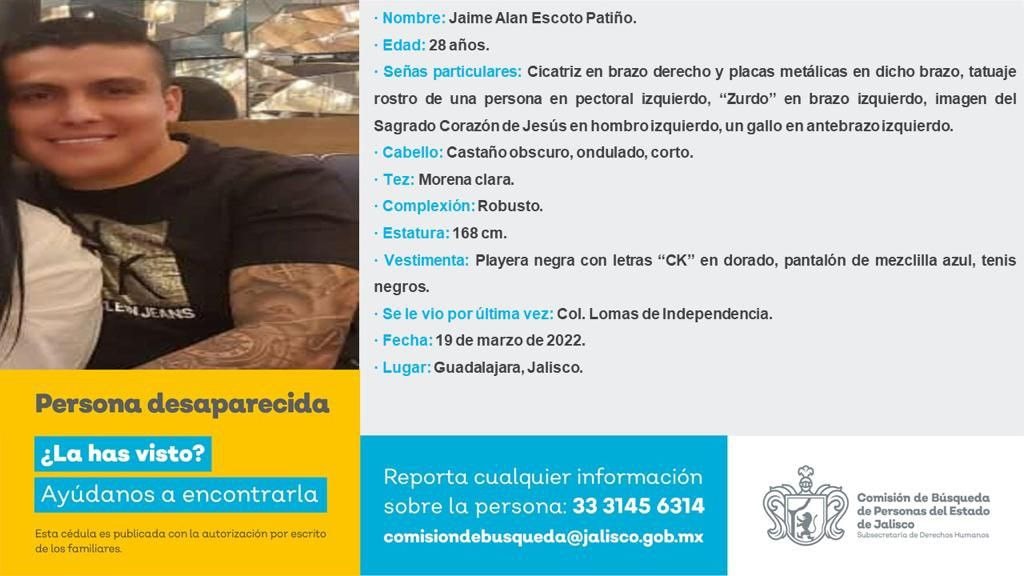 · Nombre: Jaime Alan Escoto Patiño.
· Edad: 28 años.
· Señas particulares: Cicatriz en brazo derecho y placas metálicas en dicho brazo, tatuaje
rostro de una persona en pectoral izquierdo, “Zurdo” en brazo izquierdo, imagen del
Sagrado Corazón de Jesús en hombro izquierdo, un gallo en antebrazo izquierdo.
· Cabello: Castaño obscuro, ondulado, corto.
· Tez: Morena clara.
· Complexión: Robusto.
· Estatura: 168 cm.
· Vestimenta: Playera negra con letras “CK” en dorado, pantalón de mezclilla azul, tenis
negros.
· Se le vio por última vez: Col. Lomas de Independencia.
· Fecha: 19 de marzo de 2022.
· Lugar: Guadalajara, Jalisco.
K
JEANS
Persona desaparecida
¿La has visto?
Ayúdanos a encontrarla
Esta cédula es publicada con la autorización por escrito
de los familiares.
Reporta cualquier información
sobre la persona: 33 3145 6314
comisiondebusqueda@jalisco.gob.mx
Comisión de Búsqueda
de Personas del Estado
de Jalisco
Subsecretaría de Derechos Humanos